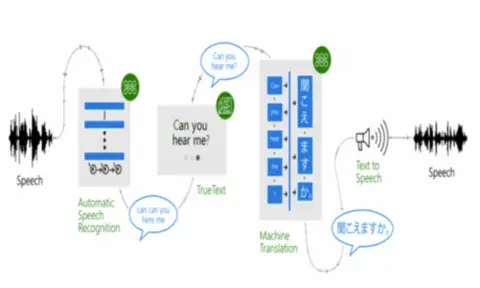 Speech
Automatic
Speech
Recognition
can can you
here me
Can you
hear me?
TrueText
Can you
hear me?
Can
you
hear
me
?
聞こえ
ます
か。
Machine
Translation
聞こえますか。
Text to
Speech
Speech